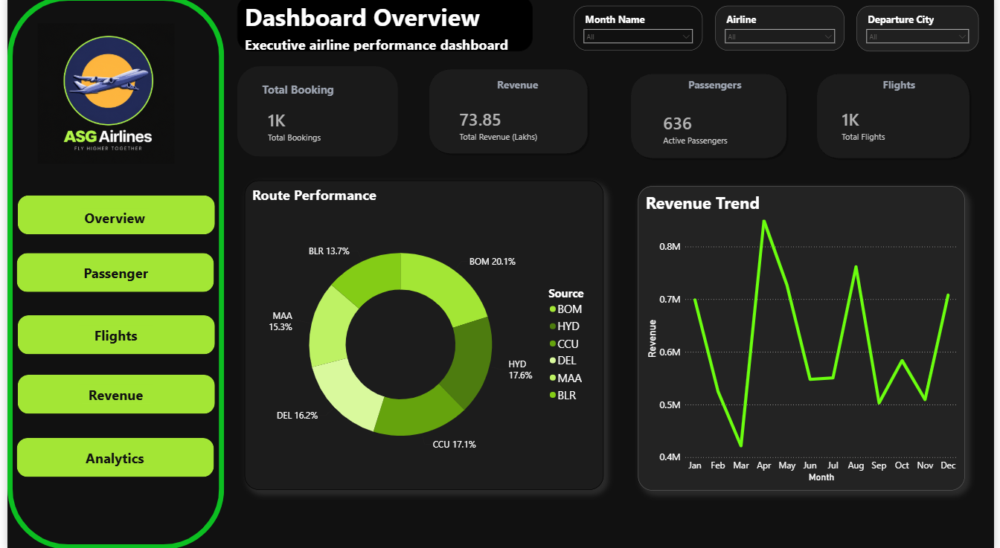 ASG Airlines
FLY HIGHER TOGETHER
Overview
Passenger
Flights
Revenue
Analytics
Dashboard Overview
Executive airline performance dashboard
Month Name
All
Airline
All
Departure City
All
Total Booking
1K
Total Bookings
Revenue
73.85
Total Revenue (Lakhs)
Passengers
636
Active Passengers
Flights
1K
Total Flights
Route Performance
BLR 13.7%
BOM 20.1%
MAA
15.3%
HYD
17.6%
DEL 16.2%
CCU 17.1%
Source
BOM
HYD
CCU
DEL
MAA
BLR
Revenue Trend
Revenue
0.8M
0.7M
0.6M
0.5M
0.4M
Jan Feb Mar Apr May Jun Jul Aug Sep Oct Nov Dec
Month